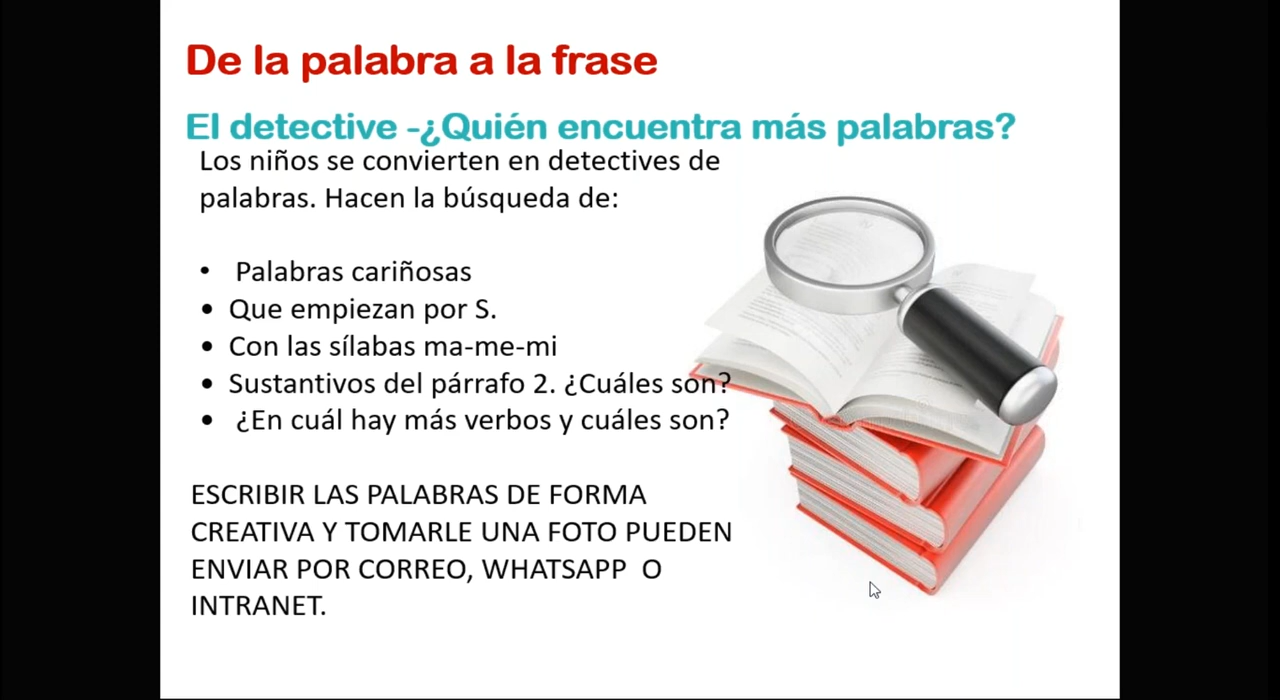 De la palabra a la frase
El detective -¿Quién encuentra más palabras?
Los niños se convierten en detectives de
palabras. Hacen la búsqueda de:
• Palabras cariñosas
• Que empiezan por S.
• Con las sílabas ma-me-mi
• Sustantivos del párrafo 2. ¿Cuáles son?
• ¿En cuál hay más verbos y cuáles son?
ESCRIBIR LAS PALABRAS DE FORMA
CREATIVA Y TOMARLE UNA FOTO PUEDEN
ENVIAR POR CORREO, WHATSAPP O
INTRANET.